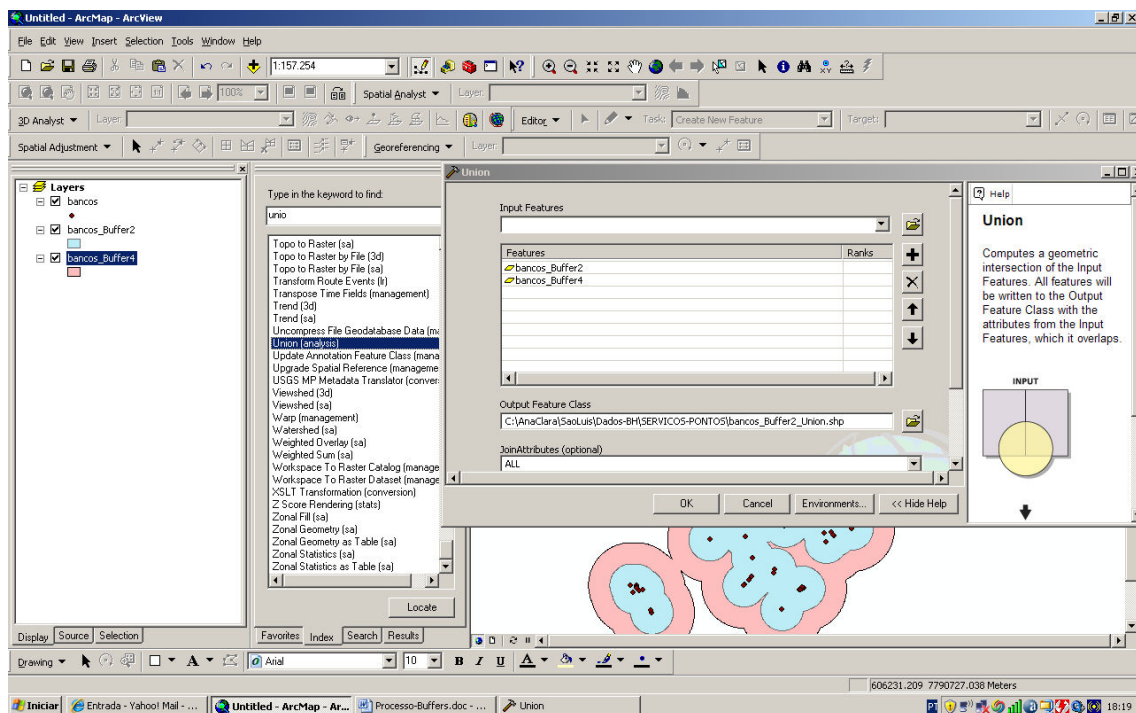 Untitled - ArcMap - ArcView
File Edit View Insert Selection Tools Window Help
1:157.254
100% Spatial Analyst Layer:
3D Analyst Layer: Editor Task: Create New Feature Target:
Spatial Adjustment Georeferencing Layer:
Layers
bancos
bancos_Buffer2
bancos_Buffer4
Display Source Selection
Type in the keyword to find:
unio
Topo to Raster (sa)
Topo to Raster by File (3d)
Topo to Raster by File (sa)
Transform Route Events (lr)
Transpose Time Fields (management)
Trend (3d)
Trend (sa)
Uncompress File Geodatabase Data (ma
Union (analysis)
Update Annotation Feature Class (mana
Upgrade Spatial Reference (manageme
USGS MP Metadata Translator (conver
Viewshed (3d)
Viewshed (sa)
Warp (management)
Watershed (sa)
Weighted Overlay (sa)
Weighted Sum (sa)
Workspace To Raster Catalog (manage
Workspace To Raster Dataset (manage
XSLT Transformation (conversion)
Z Score Rendering (stats)
Zonal Fill (sa)
Zonal Geometry (sa)
Zonal Geometry as Table (sa)
Zonal Statistics (sa)
Zonal Statistics as Table (sa)
Locate
Favorites Index Search Results
Union
Input Features
Features Ranks
bancos_Buffer2
bancos_Buffer4
Output Feature Class
C:\AnaClara\SaoLuis\Dados-BH\SERVICOS-PONTOS\bancos_Buffer2_Union.shp
JoinAttributes (optional)
ALL
OK Cancel Environments... << Hide Help
Help
Union
Computes a geometric
intersection of the Input
Features. All features will
be written to the Output
Feature Class with the
attributes from the Input
Features, which it overlaps.
INPUT
Drawing A Arial 10 B I U A
606231.209 7790727.038 Meters
Iniciar Entrada - Yahoo! Mail - ... Untitled - ArcMap - Ar... Processo-Buffers.doc - ... Union PT 18:19